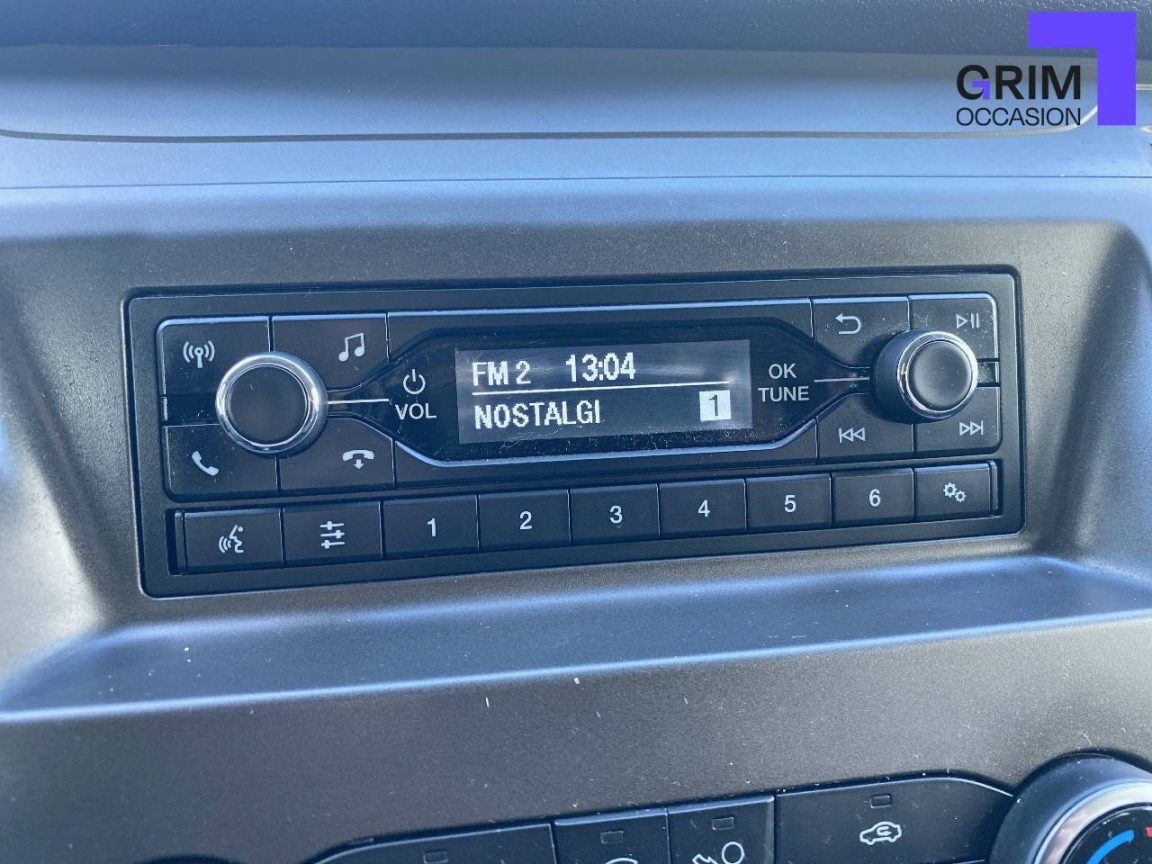 GRIM
OCCASION
FM 2 13:04
NOSTALGI 1
VOL
OK
TUNE
1 2 3 4 5 6